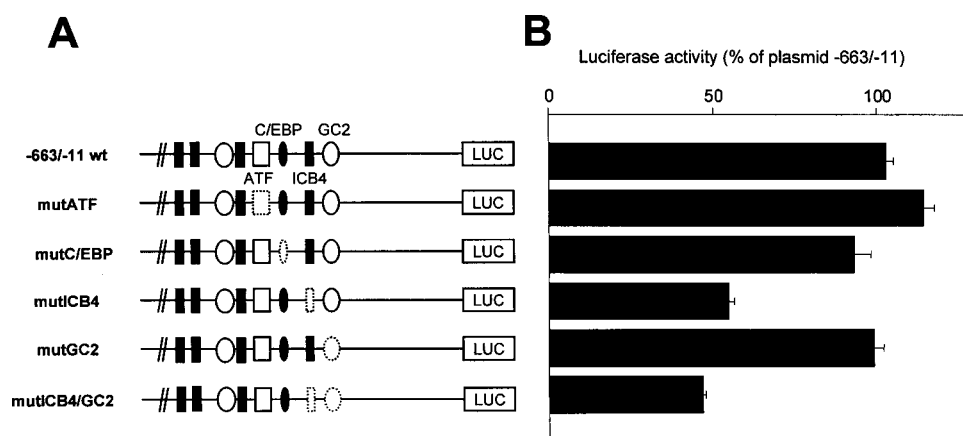 A
B
Luciferase activity (% of plasmid -663/-11)
0 50 100
C/EBP GC2
-663/-11 wt LUC
ATF ICB4
mutATF LUC
mutC/EBP LUC
mutICB4 LUC
mutGC2 LUC
mutICB4/GC2 LUC